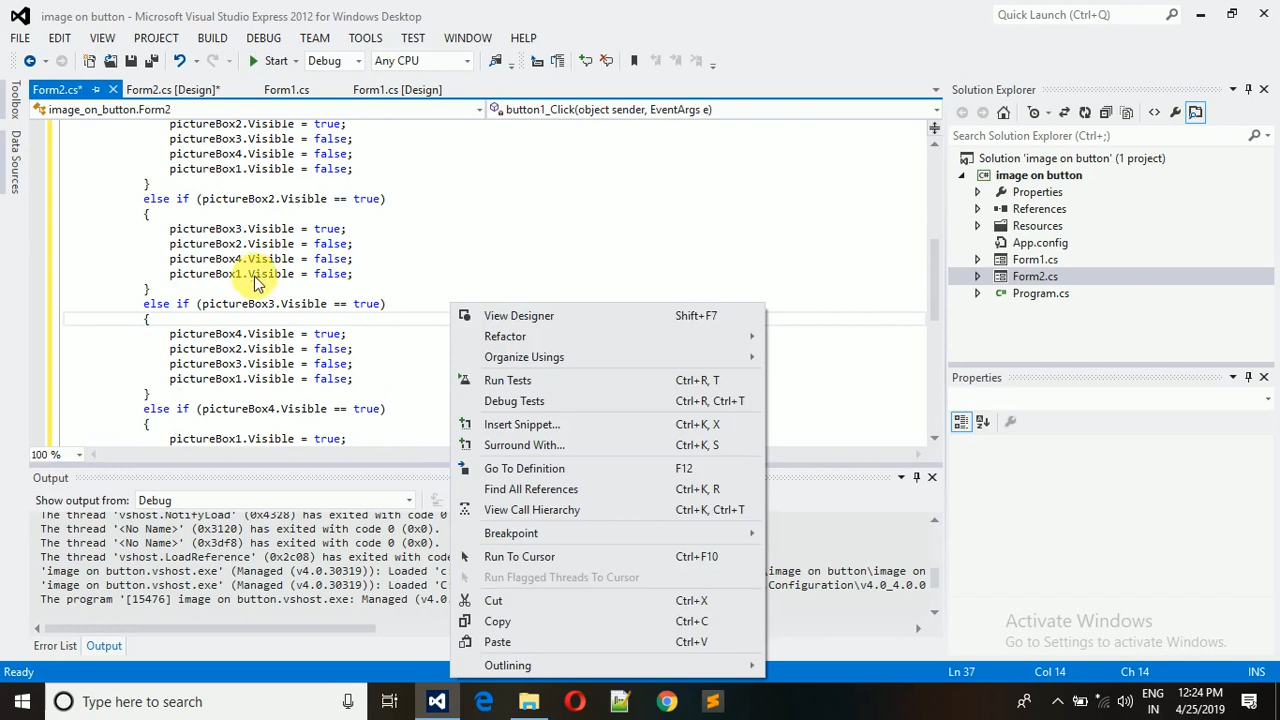 image on button - Microsoft Visual Studio Express 2012 for Windows Desktop
Quick Launch (Ctrl+Q)
FILE EDIT VIEW PROJECT BUILD DEBUG TEAM TOOLS TEST WINDOW HELP
Start Debug Any CPU
Toolbox
Data Sources
Form2.cs* Form2.cs [Design]* Form1.cs Form1.cs [Design]
image_on_button.Form2 button1_Click(object sender, EventArgs e)
pictureBox2.Visible = true;
pictureBox3.Visible = false;
pictureBox4.Visible = false;
pictureBox1.Visible = false;
}
else if (pictureBox2.Visible == true)
{
pictureBox3.Visible = true;
pictureBox2.Visible = false;
pictureBox4.Visible = false;
pictureBox1.Visible = false;
}
else if (pictureBox3.Visible == true)
{
pictureBox4.Visible = true;
pictureBox2.Visible = false;
pictureBox3.Visible = false;
pictureBox1.Visible = false;
}
else if (pictureBox4.Visible == true)
{
pictureBox1.Visible = true;
100 %
View Designer Shift+F7
Refactor
Organize Usings
Run Tests Ctrl+R, T
Debug Tests Ctrl+R, Ctrl+T
Insert Snippet... Ctrl+K, X
Surround With... Ctrl+K, S
Go To Definition F12
Find All References Ctrl+K, R
View Call Hierarchy Ctrl+K, Ctrl+T
Breakpoint
Run To Cursor Ctrl+F10
Run Flagged Threads To Cursor
Cut Ctrl+X
Copy Ctrl+C
Paste Ctrl+V
Outlining
Output
Show output from: Debug
The thread 'vshost.NotifyLoad' (0x4328) has exited with code 0
The thread '<No Name>' (0x3120) has exited with code 0 (0x0).
The thread '<No Name>' (0x3df8) has exited with code 0 (0x0).
The thread 'vshost.LoadReference' (0x2c08) has exited with code
'image on button.vshost.exe' (Managed (v4.0.30319)): Loaded 'c image on button\image on
'image on button.vshost.exe' (Managed (v4.0.30319)): Loaded 'C Configuration\v4.0_4.0.0
The program '[15476] image on button.vshost.exe: Managed (v4.0
Error List Output
Solution Explorer
Search Solution Explorer (Ctrl+;)
Solution 'image on button' (1 project)
image on button
Properties
References
Resources
App.config
Form1.cs
Form2.cs
Program.cs
Properties
Activate Windows
Go to Settings to activate Windows.
Ready Ln 37 Col 14 Ch 14 INS
Type here to search
ENG
IN
12:24 PM
4/25/2019